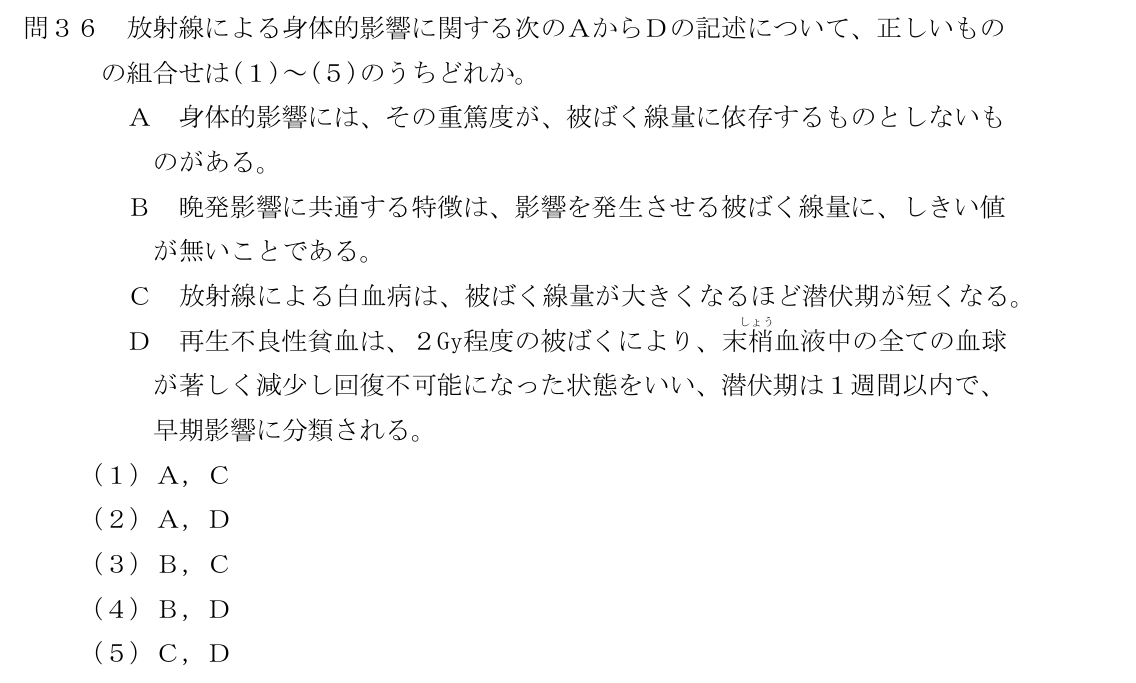 問３６　放射線による身体的影響に関する次のＡからＤの記述について、正しいもの
の組合せは(１)～(５)のうちどれか。
Ａ　身体的影響には、その重篤度が、被ばく線量に依存するものとしないも
のがある。
Ｂ　晩発影響に共通する特徴は、影響を発生させる被ばく線量に、しきい値
が無いことである。
Ｃ　放射線による白血病は、被ばく線量が大きくなるほど潜伏期が短くなる。
しょう
Ｄ　再生不良性貧血は、２Gy程度の被ばくにより、末梢血液中の全ての血球
が著しく減少し回復不可能になった状態をいい、潜伏期は１週間以内で、
早期影響に分類される。
(１) Ａ，Ｃ
(２) Ａ，Ｄ
(３) Ｂ，Ｃ
(４) Ｂ，Ｄ
(５) Ｃ，Ｄ